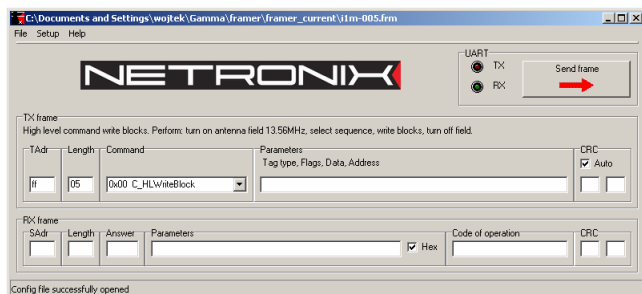 C:\Documents and Settings\wojtek\Gamma\framer\framer_current\i1m-005.frm
File Setup Help
NETRONIX
UART
TX
RX
Send frame
TX frame
High level command write blocks. Perform: turn on antenna field 13.56MHz, select sequence, write blocks, turn off field.
TAdr Length Command Parameters CRC
Tag type, Flags, Data, Address
Auto
ff 05 0x00 C_HLWriteBlock
RX frame
SAdr Length Answer Parameters Code of operation CRC
Hex
Config file successfully opened